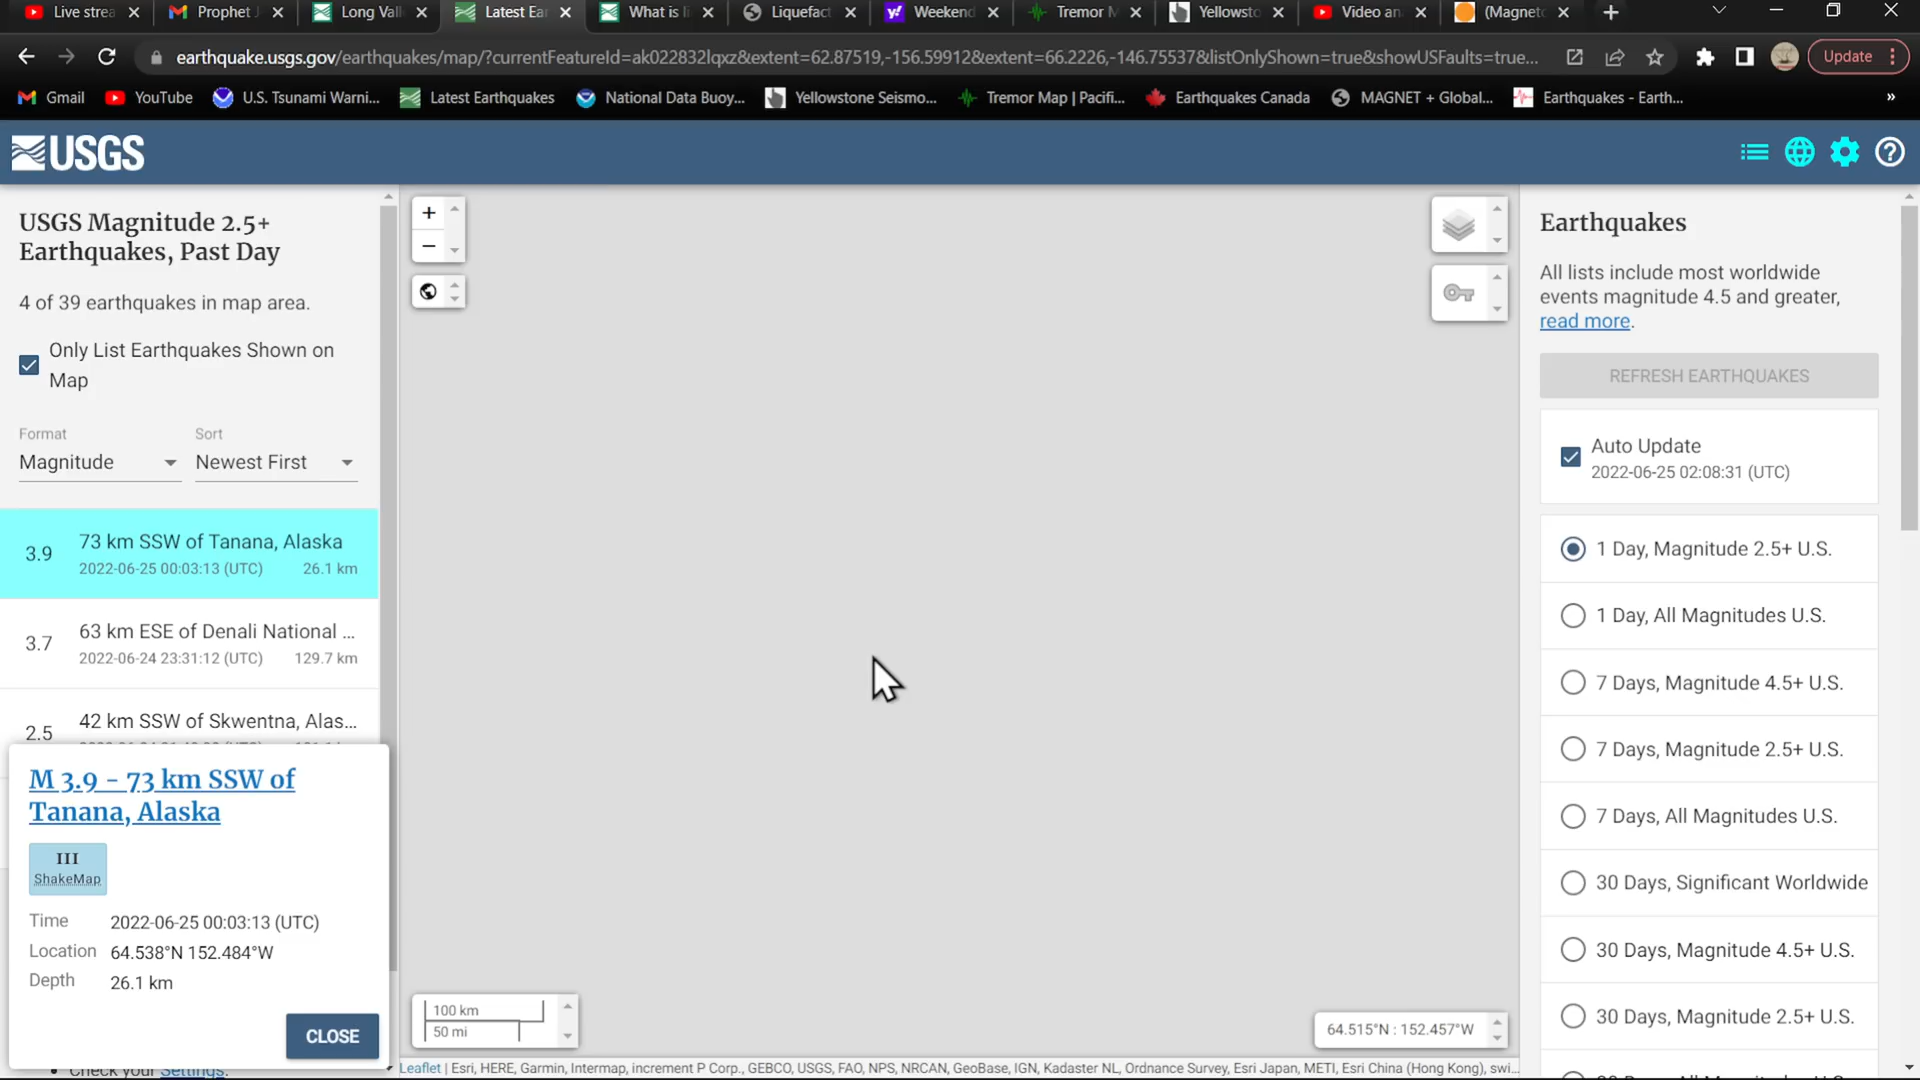 Live strea
Prophet J
Long Vall
Latest Ear
What is li
Liquefact
Weekend
Tremor M
Yellowsto
Video an
(Magnet
earthquake.usgs.gov/earthquakes/map/?currentFeatureId=ak022832lqxz&extent=62.87519,-156.59912&extent=66.2226,-146.75537&listOnlyShown=true&showUSFaults=true...
Update
Gmail
YouTube
U.S. Tsunami Warni...
Latest Earthquakes
National Data Buoy...
Yellowstone Seismo...
Tremor Map | Pacifi...
Earthquakes Canada
MAGNET + Global...
Earthquakes - Earth...
»
USGS
USGS Magnitude 2.5+
Earthquakes, Past Day
4 of 39 earthquakes in map area.
Only List Earthquakes Shown on
Map
Format
Sort
Magnitude
Newest First
3.9
73 km SSW of Tanana, Alaska
2022-06-25 00:03:13 (UTC) 26.1 km
3.7
63 km ESE of Denali National ...
2022-06-24 23:31:12 (UTC) 129.7 km
2.5
42 km SSW of Skwentna, Alas...
M 3.9 - 73 km SSW of
Tanana, Alaska
III
ShakeMap
Time 2022-06-25 00:03:13 (UTC)
Location 64.538°N 152.484°W
Depth 26.1 km
CLOSE
Check your Settings.
+
−
100 km
50 mi
64.515°N : 152.457°W
Leaflet | Esri, HERE, Garmin, Intermap, increment P Corp., GEBCO, USGS, FAO, NPS, NRCAN, GeoBase, IGN, Kadaster NL, Ordnance Survey, Esri Japan, METI, Esri China (Hong Kong), swi...
Earthquakes
All lists include most worldwide
events magnitude 4.5 and greater,
read more.
REFRESH EARTHQUAKES
Auto Update
2022-06-25 02:08:31 (UTC)
1 Day, Magnitude 2.5+ U.S.
1 Day, All Magnitudes U.S.
7 Days, Magnitude 4.5+ U.S.
7 Days, Magnitude 2.5+ U.S.
7 Days, All Magnitudes U.S.
30 Days, Significant Worldwide
30 Days, Magnitude 4.5+ U.S.
30 Days, Magnitude 2.5+ U.S.